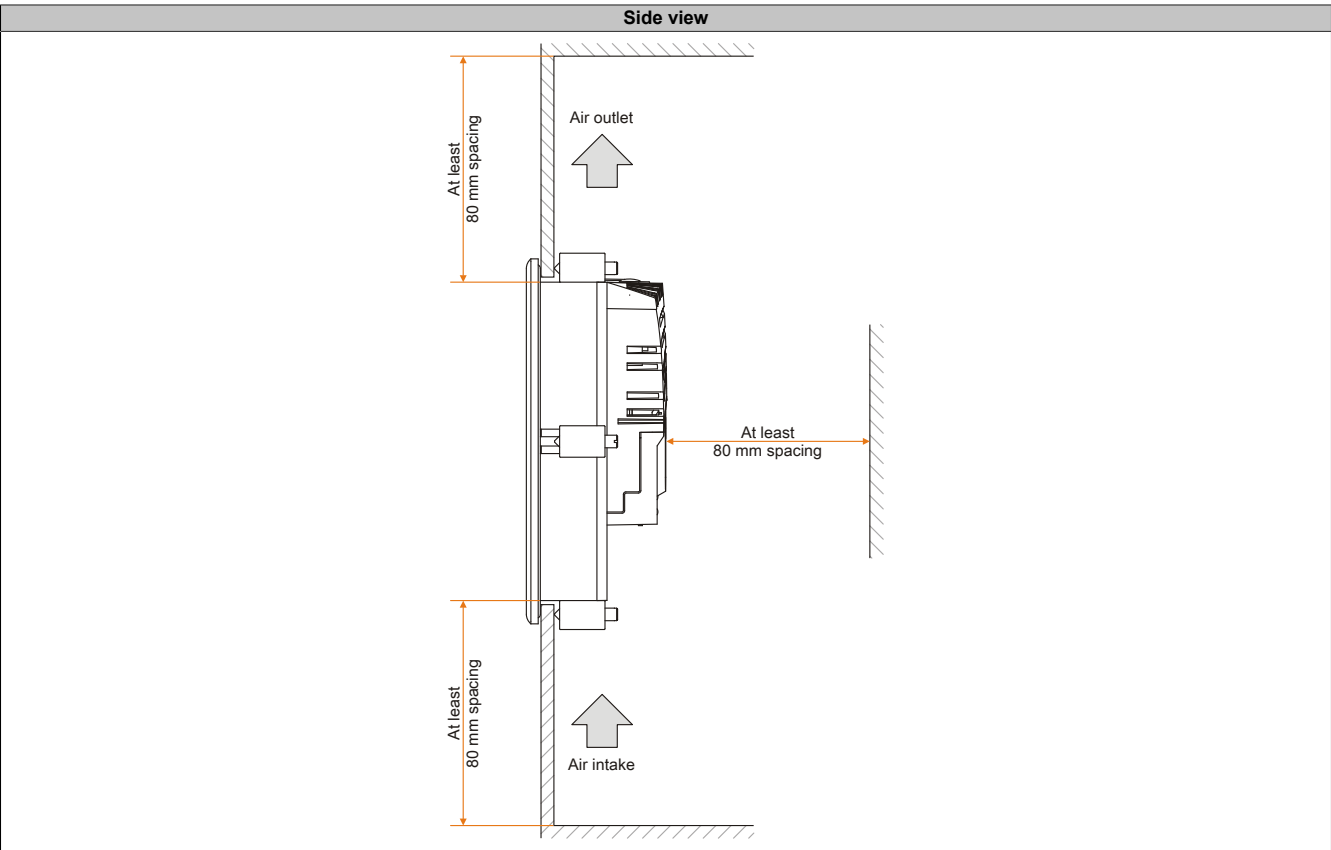 Side view
Air outlet
At least
80 mm spacing
At least
80 mm spacing
At least
80 mm spacing
Air intake